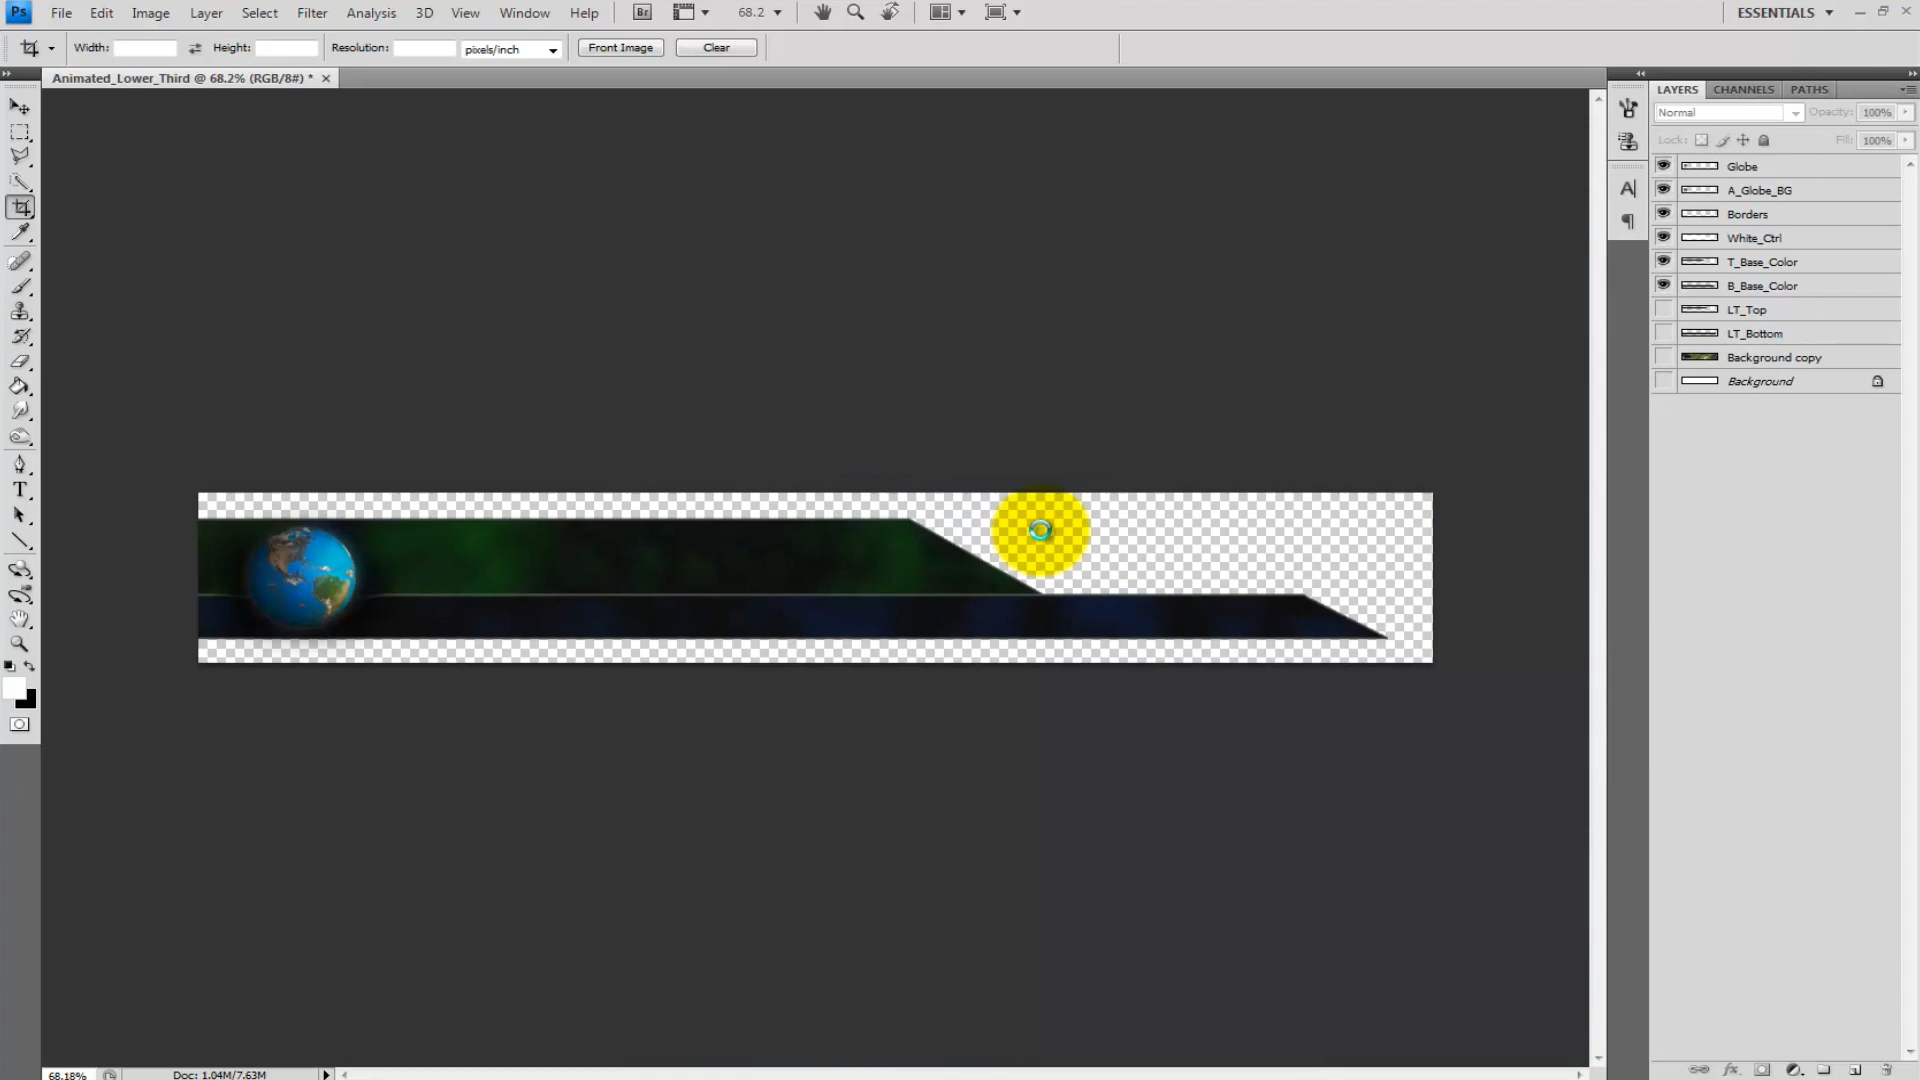 Ps File Edit Image Layer Select Filter Analysis 3D View Window Help Br 68.2 ESSENTIALS
Width: Height: Resolution: pixels/inch Front Image Clear
Animated_Lower_Third @ 68.2% (RGB/8#) *
LAYERS CHANNELS PATHS
Normal Opacity: 100%
Lock: Fill: 100%
Globe
A_Globe_BG
Borders
White_Ctrl
T_Base_Color
B_Base_Color
LT_Top
LT_Bottom
Background copy
Background
68.18% Doc: 1.04M/7.63M